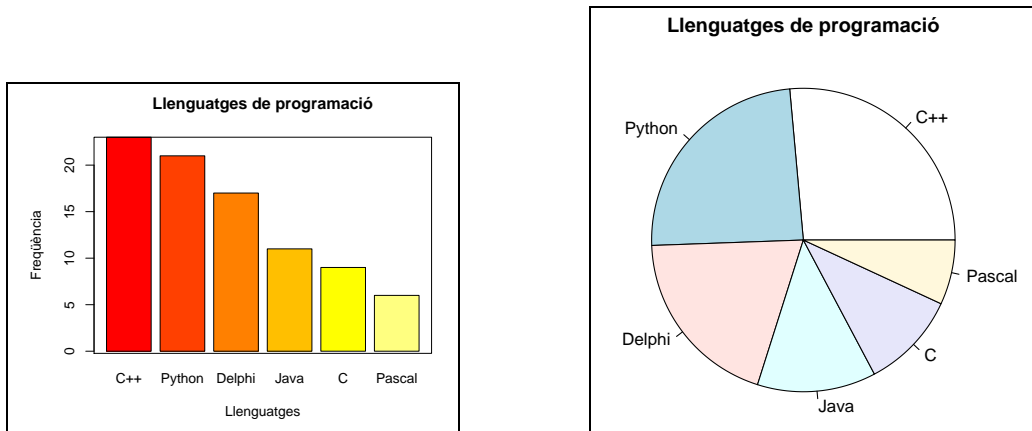 Llenguatges de programació
Freqüència
20
15
10
5
0
C++ Python Delphi Java C Pascal
Llenguatges
Llenguatges de programació
C++
Python
Pascal
Delphi
C
Java